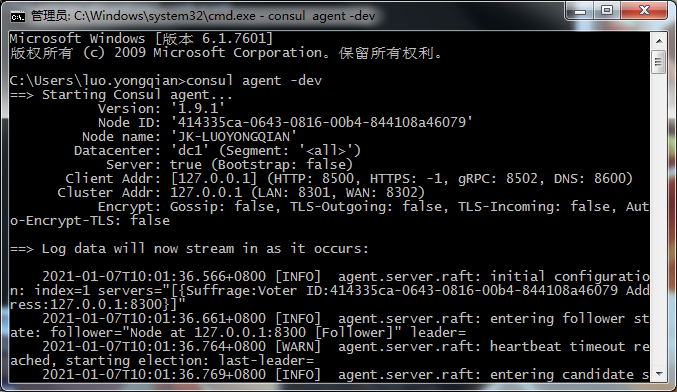 管理员: C:\Windows\system32\cmd.exe - consul  agent -dev
Microsoft Windows [版本 6.1.7601]
版权所有 (c) 2009 Microsoft Corporation。保留所有权利。
C:\Users\luo.yongqian>consul agent -dev
==> Starting Consul agent...
Version: '1.9.1'
Node ID: '414335ca-0643-0816-00b4-844108a46079'
Node name: 'JK-LUOYONGQIAN'
Datacenter: 'dc1' (Segment: '<all>')
Server: true (Bootstrap: false)
Client Addr: [127.0.0.1] (HTTP: 8500, HTTPS: -1, gRPC: 8502, DNS: 8600)
Cluster Addr: 127.0.0.1 (LAN: 8301, WAN: 8302)
Encrypt: Gossip: false, TLS-Outgoing: false, TLS-Incoming: false, Aut
o-Encrypt-TLS: false
==> Log data will now stream in as it occurs:
2021-01-07T10:01:36.566+0800 [INFO]  agent.server.raft: initial configuratio
n: index=1 servers="[{Suffrage:Voter ID:414335ca-0643-0816-00b4-844108a46079 Add
ress:127.0.0.1:8300}]"
2021-01-07T10:01:36.661+0800 [INFO]  agent.server.raft: entering follower st
ate: follower="Node at 127.0.0.1:8300 [Follower]" leader=
2021-01-07T10:01:36.764+0800 [WARN]  agent.server.raft: heartbeat timeout re
ached, starting election: last-leader=
2021-01-07T10:01:36.769+0800 [INFO]  agent.server.raft: entering candidate s